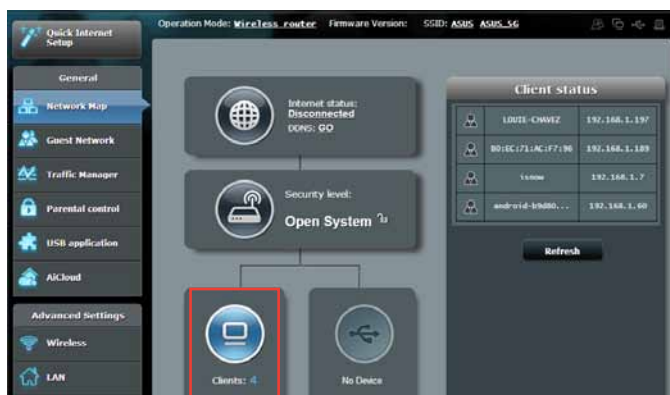 Quick Internet
Setup
Operation Mode: Wireless router Firmware Version: SSID: ASUS ASUS_5G
General
Network Map
Guest Network
Traffic Manager
Parental control
USB application
AiCloud
Advanced Settings
Wireless
LAN
Internet status:
Disconnected
DDNS: GO
Security level:
Open System
Clients: 4
No Device
Client status
LOUIE-CHAVEZ 192.168.1.197
B0:EC:71:AC:F7:96 192.168.1.189
isnow 192.168.1.7
android-b9d80... 192.168.1.60
Refresh